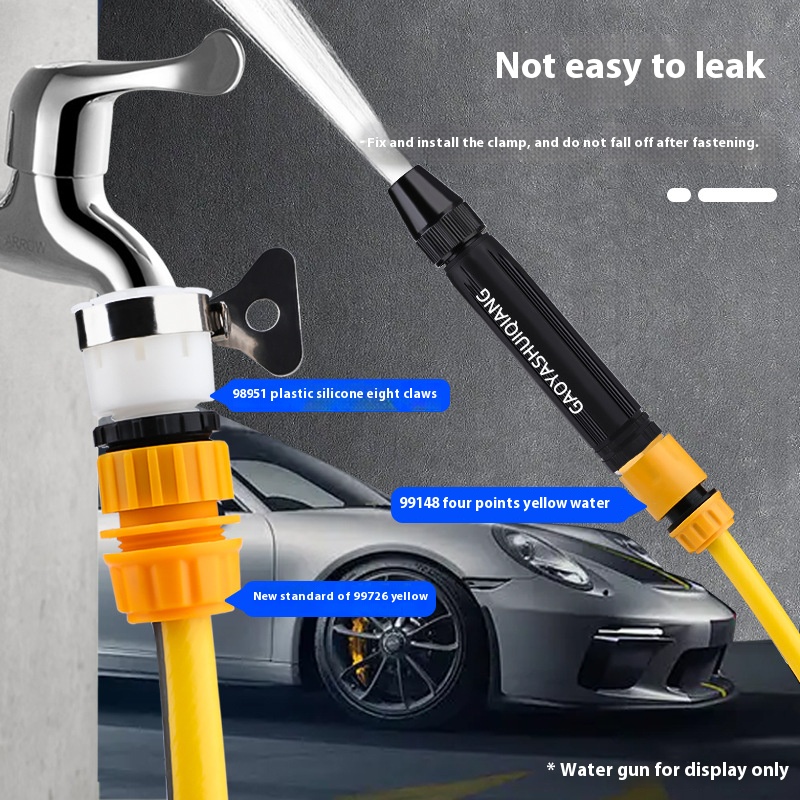 Not easy to leak
-Fix and install the clamp, and do not fall off after fastening.
ARROW
GAOYASHUIQIANG
98951 plastic silicone eight claws
99148 four points yellow water
New standard of 99726 yellow
* Water gun for display only